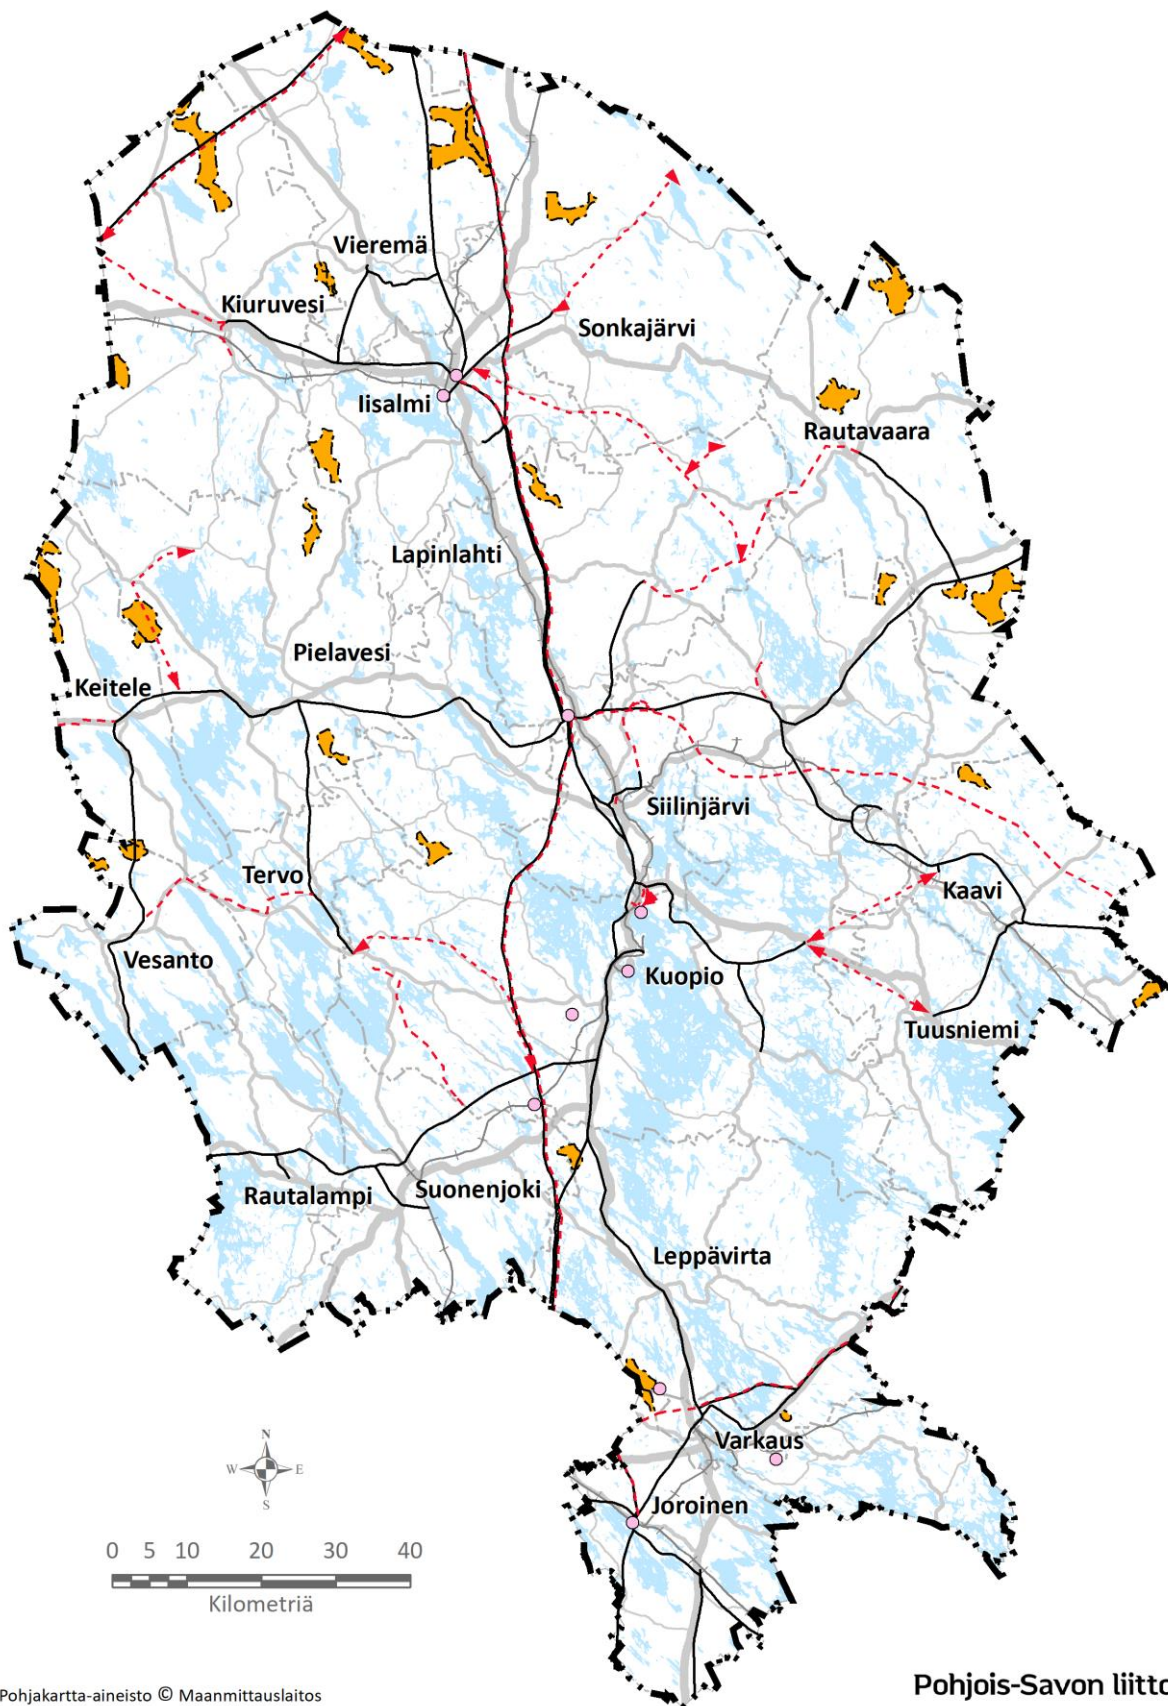 Vieremä
Kiuruvesi
Sonkajärvi
Iisalmi
Rautavaara
Lapinlahti
Pielavesi
Keitele
Siilinjärvi
Tervo
Kaavi
Vesanto
Kuopio
Tuusniemi
Rautalampi
Suonenjoki
Leppävirta
Varkaus
Joroinen
N
W E
S
0 5 10 20 30 40
Kilometriä
Pohjakartta-aineisto © Maanmittauslaitos
Pohjois-Savon liitto